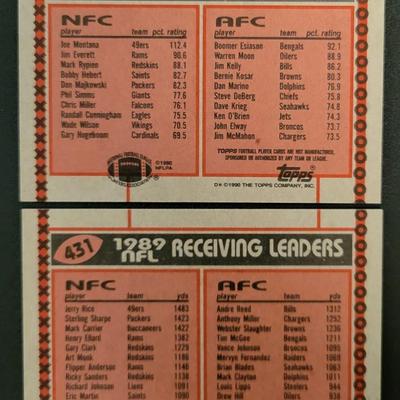 NFC AFC
player team pct. rating player team pct. rating
Joe Montana 49ers 112.4 Boomer Esiason Bengals 92.1
Jim Everett Rams 90.6 Warren Moon Oilers 88.9
Mark Rypien Redskins 88.1 Jim Kelly Bills 86.2
Bobby Hebert Saints 82.7 Bernie Kosar Browns 80.3
Don Majkowski Packers 82.3 Dan Marino Dolphins 76.9
Phil Simms Giants 77.6 Steve DeBerg Chiefs 75.8
Chris Miller Falcons 76.1 Dave Krieg Seahawks 74.8
Randall Cunningham Eagles 75.5 Ken O'Brien Jets 74.3
Wade Wilson Vikings 70.5 John Elway Broncos 73.7
Gary Hogeboom Cardinals 69.5 Jim McMahon Chargers 73.5
TOPPS FOOTBALL PLAYER CARDS ARE NOT MANUFACTURED,
SPONSORED OR AUTHORIZED BY ANY TEAM OR LEAGUE.
© 1990
NFLPA
Topps
D* © 1990 THE TOPPS COMPANY, INC.
431 1989 NFL RECEIVING LEADERS
NFC AFC
player team yds player team yds
Jerry Rice 49ers 1483 Andre Reed Bills 1312
Sterling Sharpe Packers 1423 Anthony Miller Chargers 1252
Mark Carrier Buccaneers 1422 Webster Slaughter Browns 1236
Henry Ellard Rams 1382 Tim McGee Bengals 1211
Gary Clark Redskins 1229 Vance Johnson Broncos 1095
Art Monk Redskins 1186 Mervyn Fernandez Raiders 1069
Flipper Anderson Rams 1146 Brian Blades Seahawks 1063
Ricky Sanders Redskins 1138 Mark Clayton Dolphins 1011
Richard Johnson Lions 1091 Louis Lipps Steelers 944
Eric Martin Saints 1090 Drew Hill Oilers 938